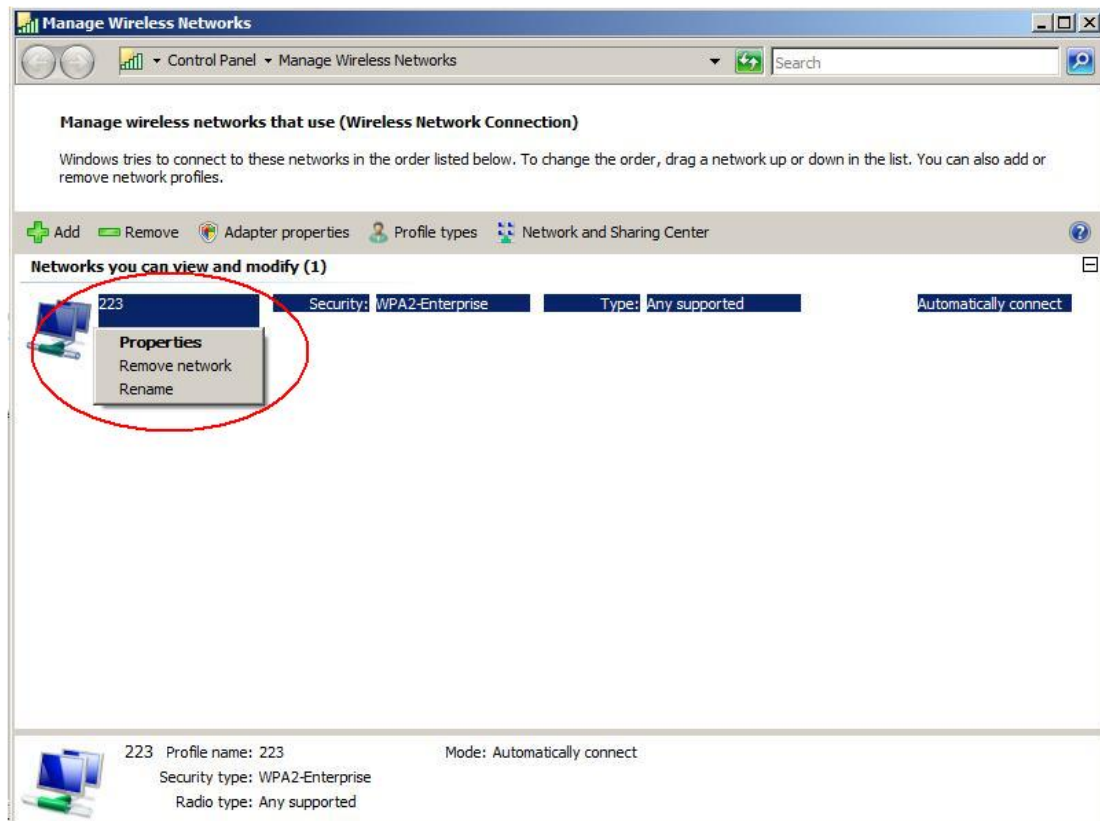 Manage Wireless Networks
Control Panel Manage Wireless Networks Search
Manage wireless networks that use (Wireless Network Connection)
Windows tries to connect to these networks in the order listed below. To change the order, drag a network up or down in the list. You can also add or
remove network profiles.
Add Remove Adapter properties Profile types Network and Sharing Center
Networks you can view and modify (1)
223 Security: WPA2-Enterprise Type: Any supported Automatically connect
Properties
Remove network
Rename
223 Profile name: 223 Mode: Automatically connect
Security type: WPA2-Enterprise
Radio type: Any supported